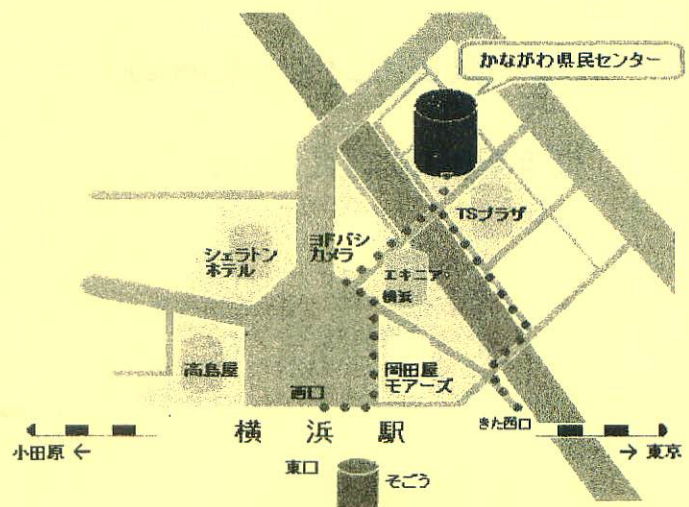 かながわ県民センター
TSプラザ
ヨドバシ
カメラ
シェラトン
ホテル
エキニア
横浜
高島屋
岡田屋
モアーズ
西口
きた西口
横浜駅
小田原 ←
→ 東京
東口
そごう